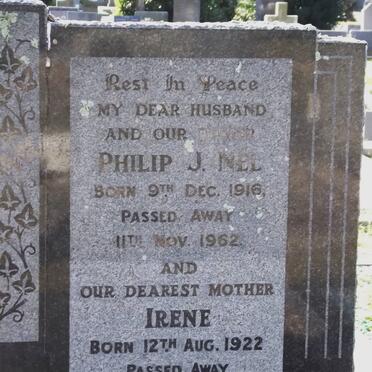 Rest In Peace
MY DEAR HUSBAND
AND OUR
PHILIP J. NEL
BORN 9TH DEC. 1916,
PASSED AWAY
11TH NOV. 1962.
AND
OUR DEAREST MOTHER
IRENE
BORN 12TH AUG. 1922
PASSED AWAY